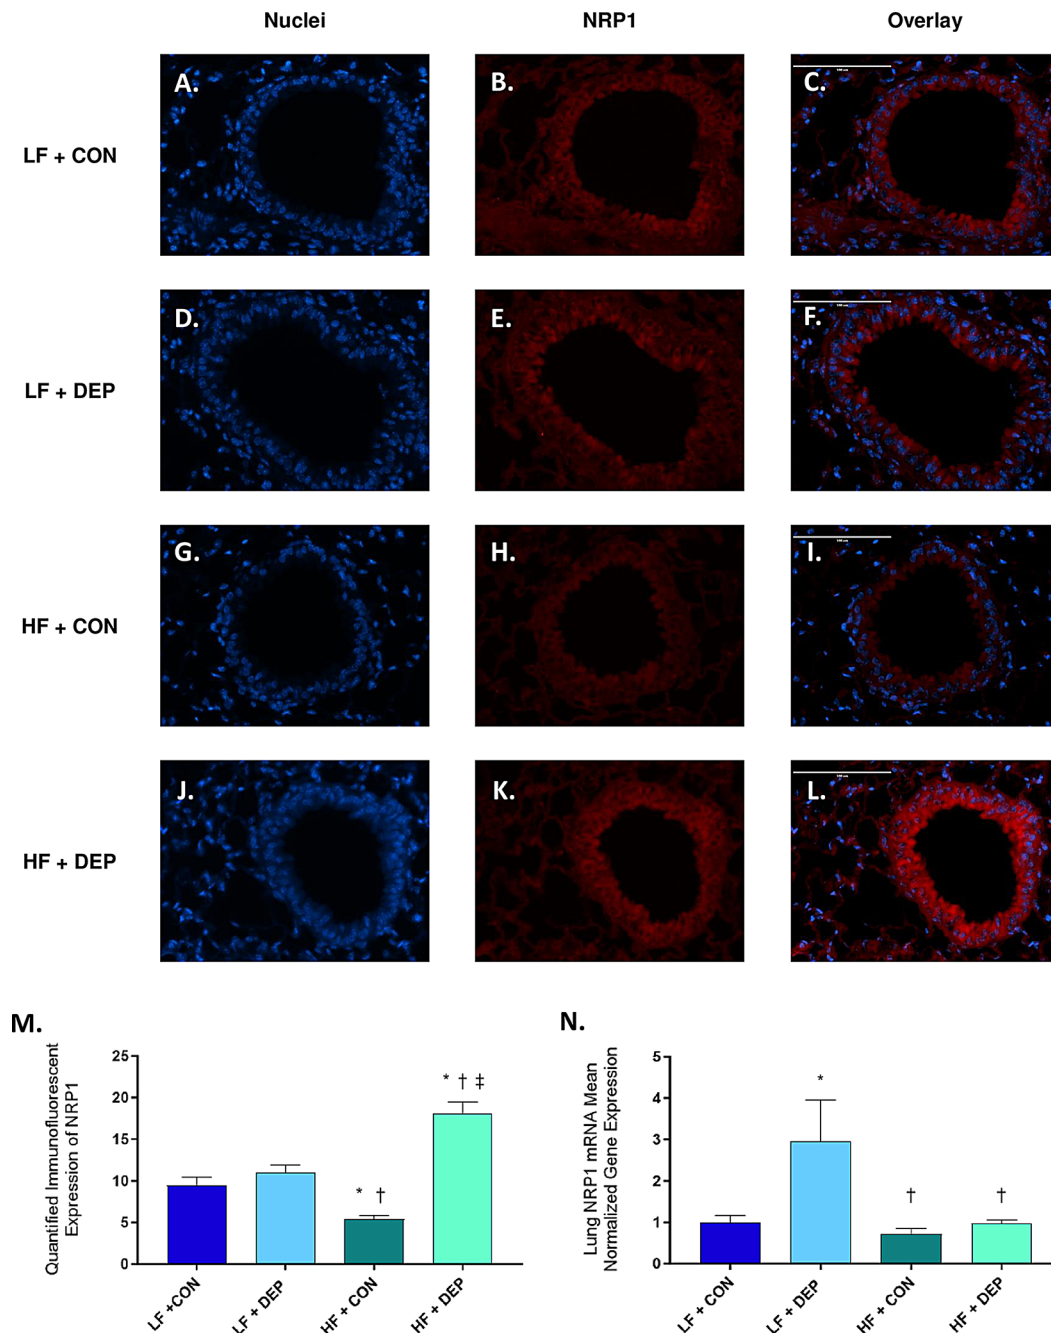 Nuclei NRP1 Overlay
LF + CON
A. B. C.
LF + DEP
D. E. F.
HF + CON
G. H. I.
HF + DEP
J. K. L.
M.
Quantified Immunofluorescent
Expression of NRP1
25
20
15
10
5
0
* †
* † ‡
LF +CON
LF + DEP
HF + CON
HF + DEP
N.
Lung NRP1 mRNA Mean
Normalized Gene Expression
5
4
3
2
1
0
*
†
†
LF + CON
LF + DEP
HF + CON
HF + DEP